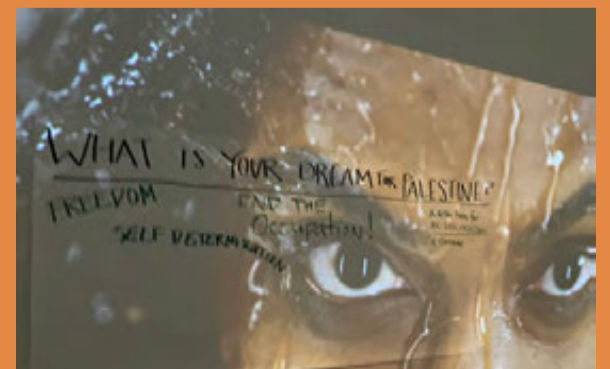 WHAT IS YOUR DREAM FOR PALESTINE?
FREEDOM
END THE
Occupation!
SELF DETERMINATION